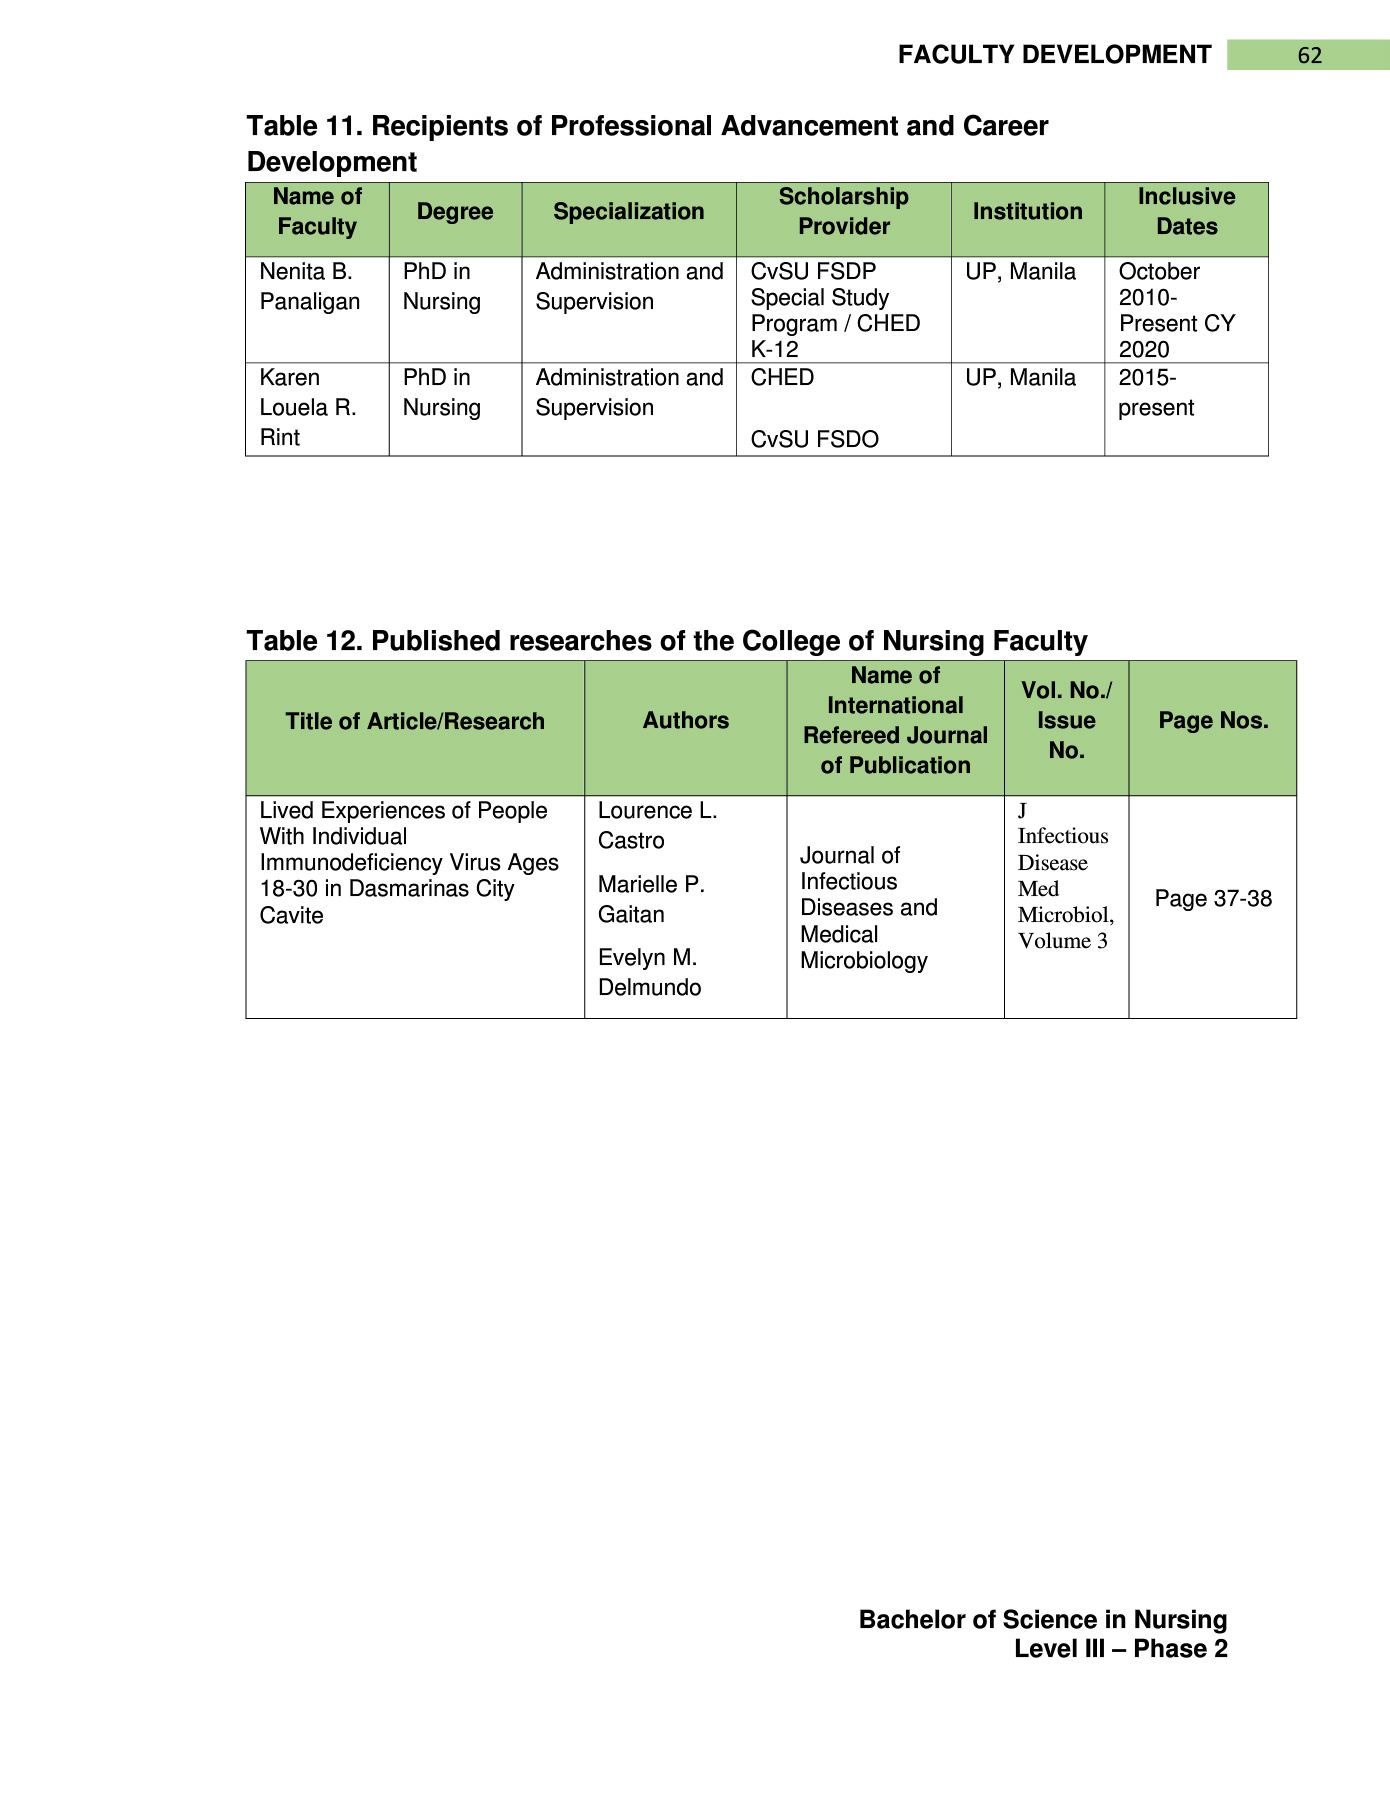 FACULTY DEVELOPMENT 62
Table 11. Recipients of Professional Advancement and Career
Development
Name of
Faculty
Degree
Specialization
Scholarship
Provider
Institution
Inclusive
Dates
Nenita B.
Panaligan
PhD in
Nursing
Administration and
Supervision
CvSU FSDP
Special Study
Program / CHED
K-12
UP, Manila
October
2010-
Present CY
2020
Karen
Louela R.
Rint
PhD in
Nursing
Administration and
Supervision
CHED
CvSU FSDO
UP, Manila
2015-
present
Table 12. Published researches of the College of Nursing Faculty
Title of Article/Research
Authors
Name of
International
Refereed Journal
of Publication
Vol. No./
Issue
No.
Page Nos.
Lived Experiences of People
With Individual
Immunodeficiency Virus Ages
18-30 in Dasmarinas City
Cavite
Lourence L.
Castro
Marielle P.
Gaitan
Evelyn M.
Delmundo
Journal of
Infectious
Diseases and
Medical
Microbiology
J
Infectious
Disease
Med
Microbiol,
Volume 3
Page 37-38
Bachelor of Science in Nursing
Level III – Phase 2